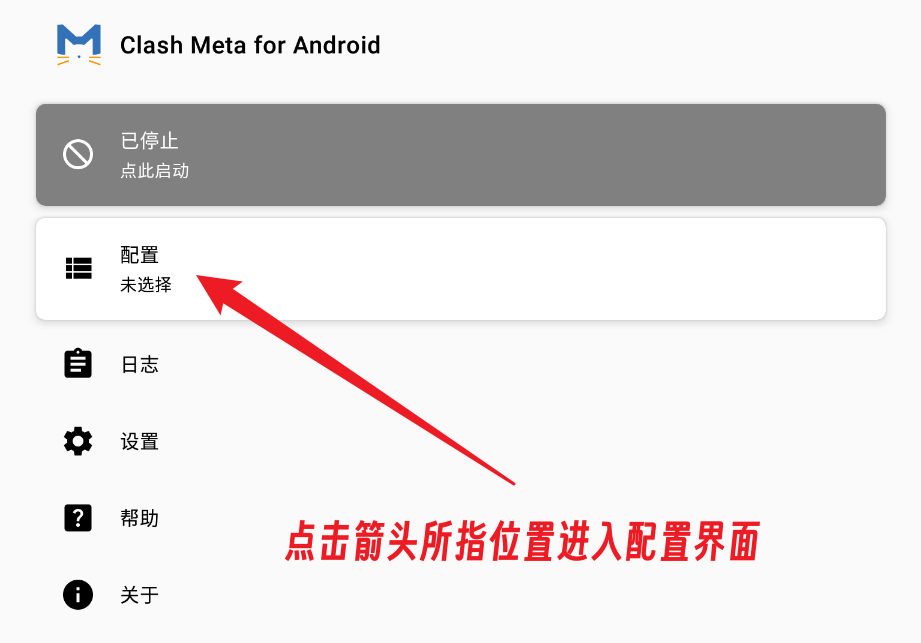 Clash Meta for Android
已停止
点此启动
配置
未选择
日志
设置
帮助
点击箭头所指位置进入配置界面
关于